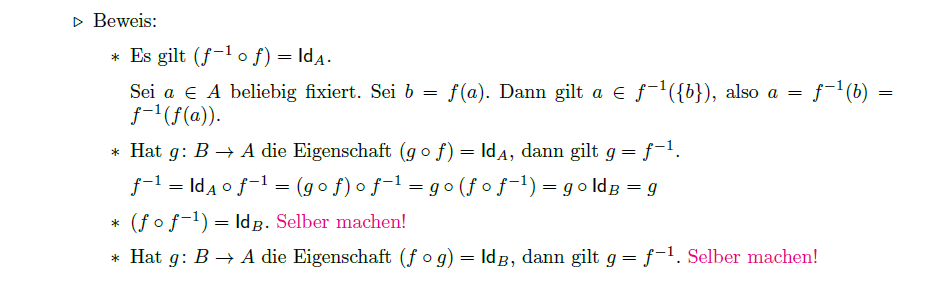 ▷ Beweis:
∗ Es gilt (f⁻¹ ∘ f) = Id_A.
Sei a ∈ A beliebig fixiert. Sei b = f(a). Dann gilt a ∈ f⁻¹({b}), also a = f⁻¹(b) =
f⁻¹(f(a)).
∗ Hat g: B → A die Eigenschaft (g ∘ f) = Id_A, dann gilt g = f⁻¹.
f⁻¹ = Id_A ∘ f⁻¹ = (g ∘ f) ∘ f⁻¹ = g ∘ (f ∘ f⁻¹) = g ∘ Id_B = g
∗ (f ∘ f⁻¹) = Id_B. Selber machen!
∗ Hat g: B → A die Eigenschaft (f ∘ g) = Id_B, dann gilt g = f⁻¹. Selber machen!